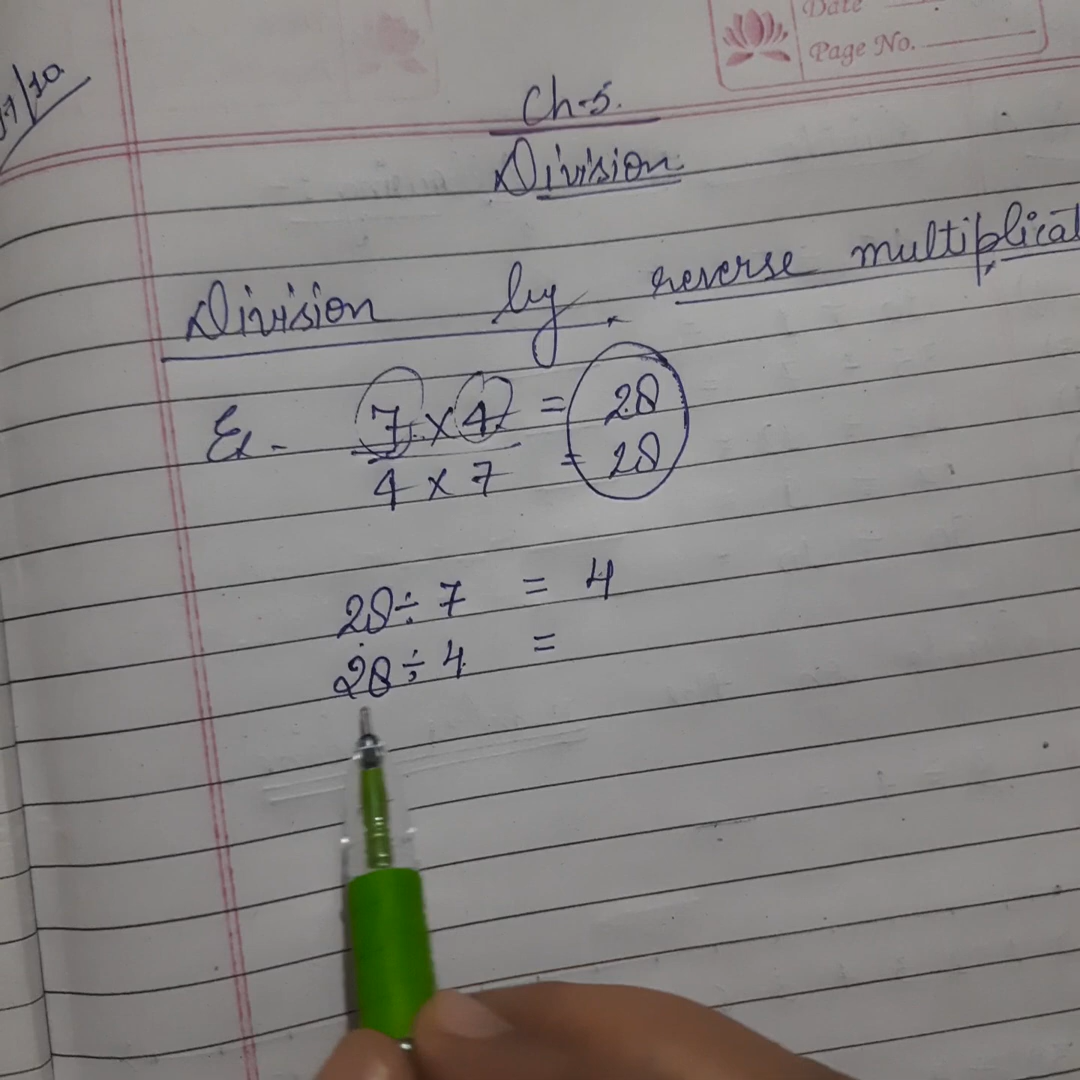 Date
Page No.
17/10
Ch-5.
Division
Division by reverse multiplicat
Ex- 7 × 4 = 28
4 × 7 = 28
28 ÷ 7 = 4
28 ÷ 4 =